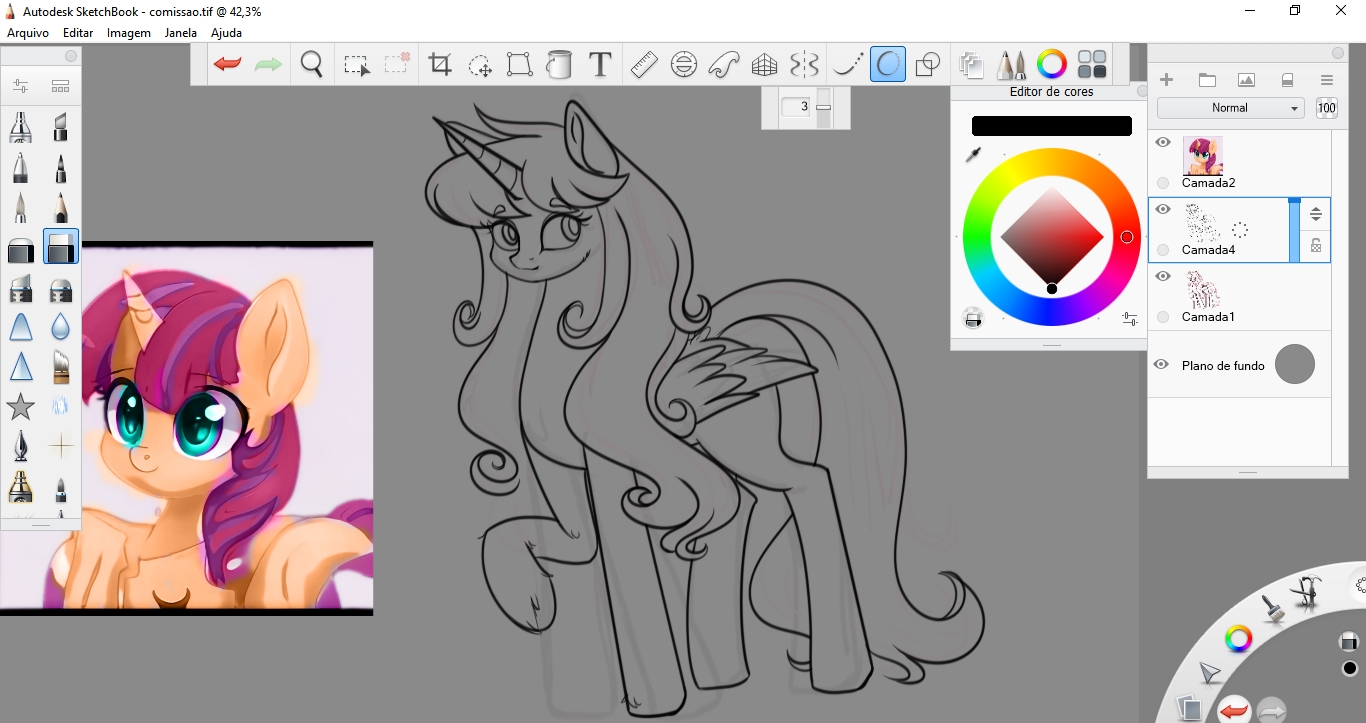 Autodesk SketchBook - comissao.tif @ 42,3%
Arquivo Editar Imagem Janela Ajuda
T
3
Editor de cores
Normal
100
Camada2
Camada4
Camada1
Plano de fundo